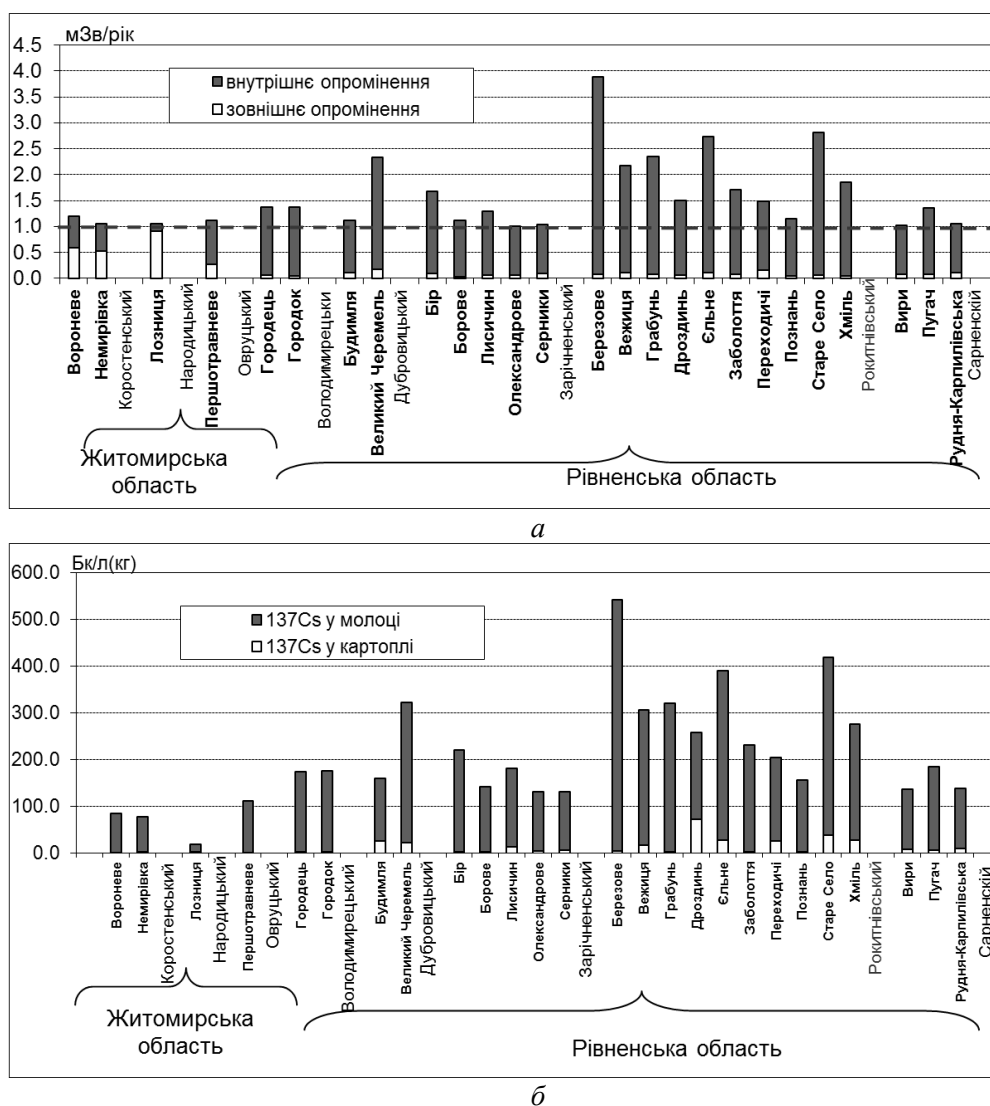 мЗв/рік
4.5
4.0
3.5
3.0
2.5
2.0
1.5
1.0
0.5
0.0
внутрішнє опромінення
зовнішнє опромінення
Вороневе
Немирівка
Коростенський
Лозниця
Народицький
Першотравневе
Овруцький
Городець
Городок
Володимирецьки
Будимля
Великий Черемель
Дубровицький
Бір
Борове
Лисичин
Олександрове
Серники
Зарічненський
Березове
Вежиця
Грабунь
Дроздинь
Єльне
Заболоття
Переходичі
Познань
Старе Село
Хміль
Рокитнівський
Вири
Пугач
Рудня-Карпилівська
Сарненскій
Житомирська
область
Рівненська область
а
Бк/л(кг)
600.0
500.0
400.0
300.0
200.0
100.0
0.0
137Cs у молоці
137Cs у картоплі
Вороневе
Немирівка
Коростенський
Лозниця
Народицький
Першотравневе
Овруцький
Городець
Городок
Володимирецький
Будимля
Великий Черемель
Дубровицький
Бір
Борове
Лисичин
Олександрове
Серники
Зарічненський
Березове
Вежиця
Грабунь
Дроздинь
Єльне
Заболоття
Переходичі
Познань
Старе Село
Хміль
Рокитнівський
Вири
Пугач
Рудня-Карпилівська
Сарненскій
Житомирська
область
Рівненська область
б